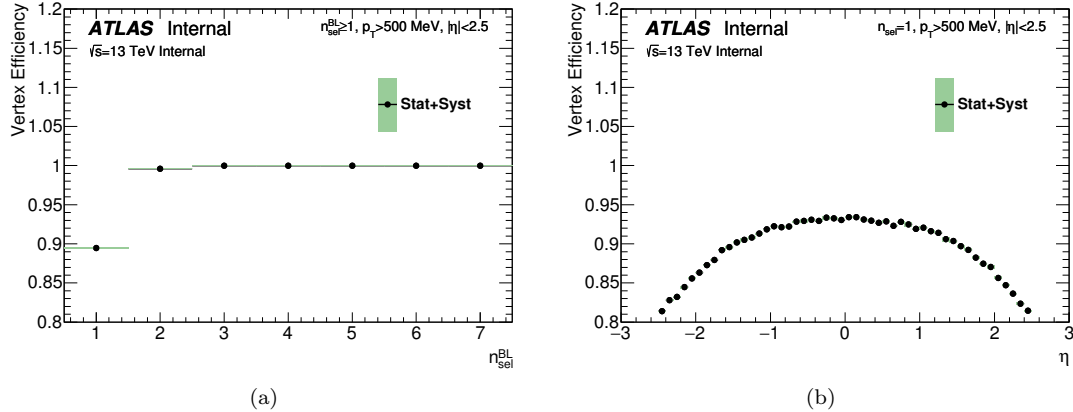 ATLAS Internal
n_sel^BL≥1, p_T>500 MeV, |η|<2.5
√s=13 TeV Internal
Stat+Syst
Vertex Efficiency
1.2
1.15
1.1
1.05
1
0.95
0.9
0.85
0.8
1 2 3 4 5 6 7
n_sel^BL
(a)
ATLAS Internal
n_sel=1, p_T>500 MeV, |η|<2.5
√s=13 TeV Internal
Stat+Syst
Vertex Efficiency
1.2
1.15
1.1
1.05
1
0.95
0.9
0.85
0.8
−3 −2 −1 0 1 2 3
η
(b)